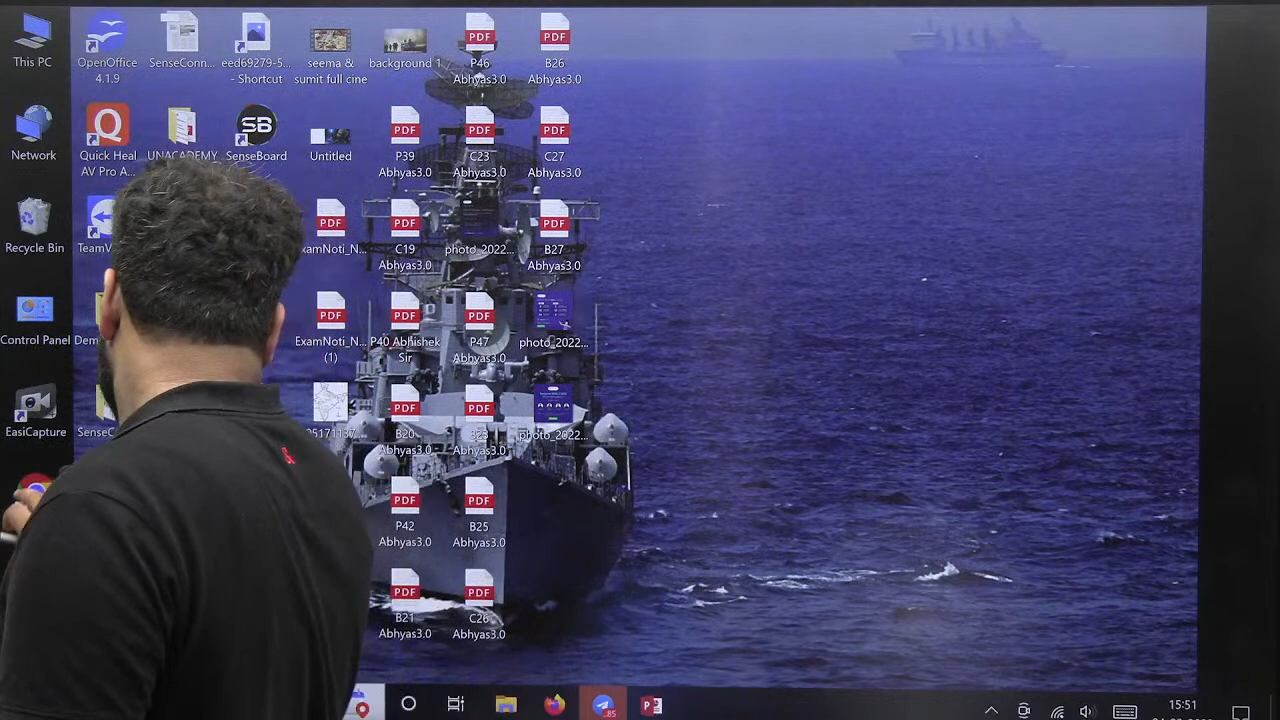 This PC
OpenOffice
4.1.9
SenseConn...
eed69279-5...
- Shortcut
seema &
sumit full cine
background 1
PDF
P46
Abhyas3.0
PDF
B26
Abhyas3.0
Network
Q
Quick Heal
AV Pro A...
UNACADEMY
SB
SenseBoard
Untitled
PDF
P39
Abhyas3.0
PDF
C23
Abhyas3.0
PDF
C27
Abhyas3.0
Recycle Bin
TeamV
PDF
xamNoti_N...
PDF
C19
Abhyas3.0
photo_2022...
PDF
B27
Abhyas3.0
Control Panel
Dem
PDF
ExamNoti_N...
(1)
PDF
P40 Abhishek
Sir
PDF
P47
Abhyas3.0
photo_2022...
EasiCapture
SenseC
05171137
PDF
B20
Abhyas3.0
PDF
Abhyas3.0
photo_2022...
PDF
P42
Abhyas3.0
PDF
B25
Abhyas3.0
PDF
B21
Abhyas3.0
PDF
C26
Abhyas3.0
&
.85
P
15:51